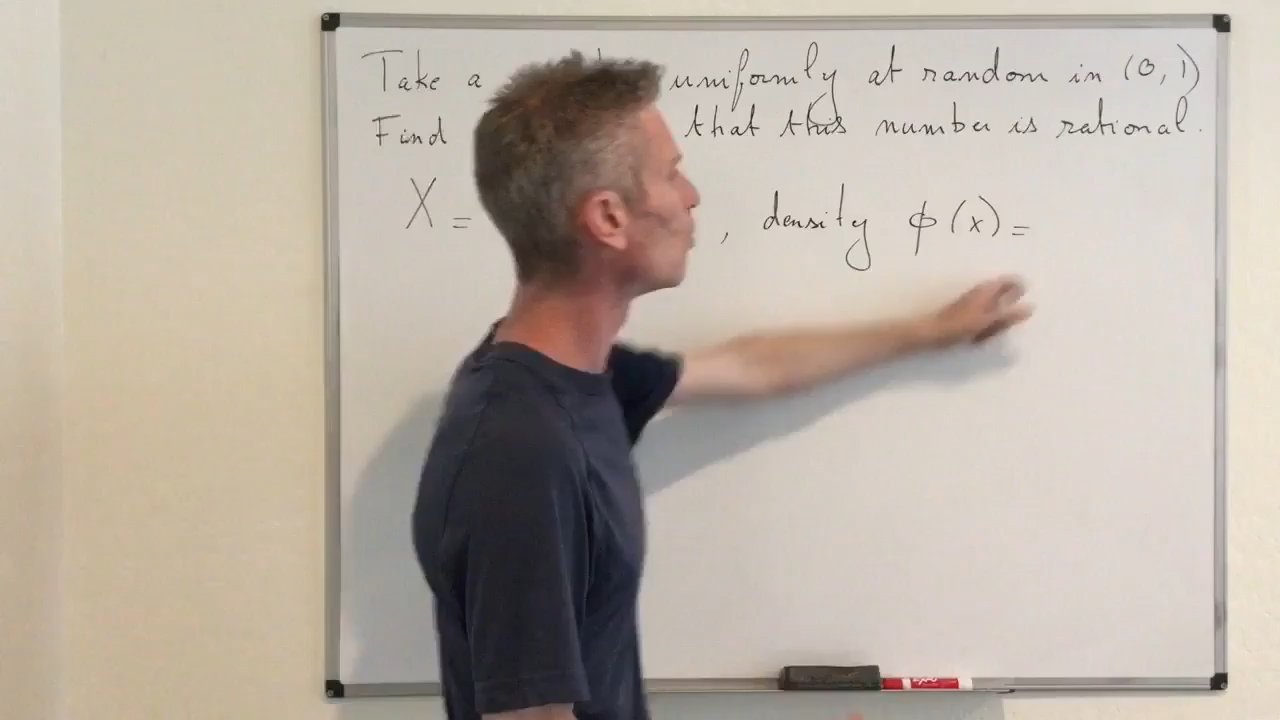 Take a uniformly at random in (0,1)
Find that this number is rational.
X = , density φ(x) =